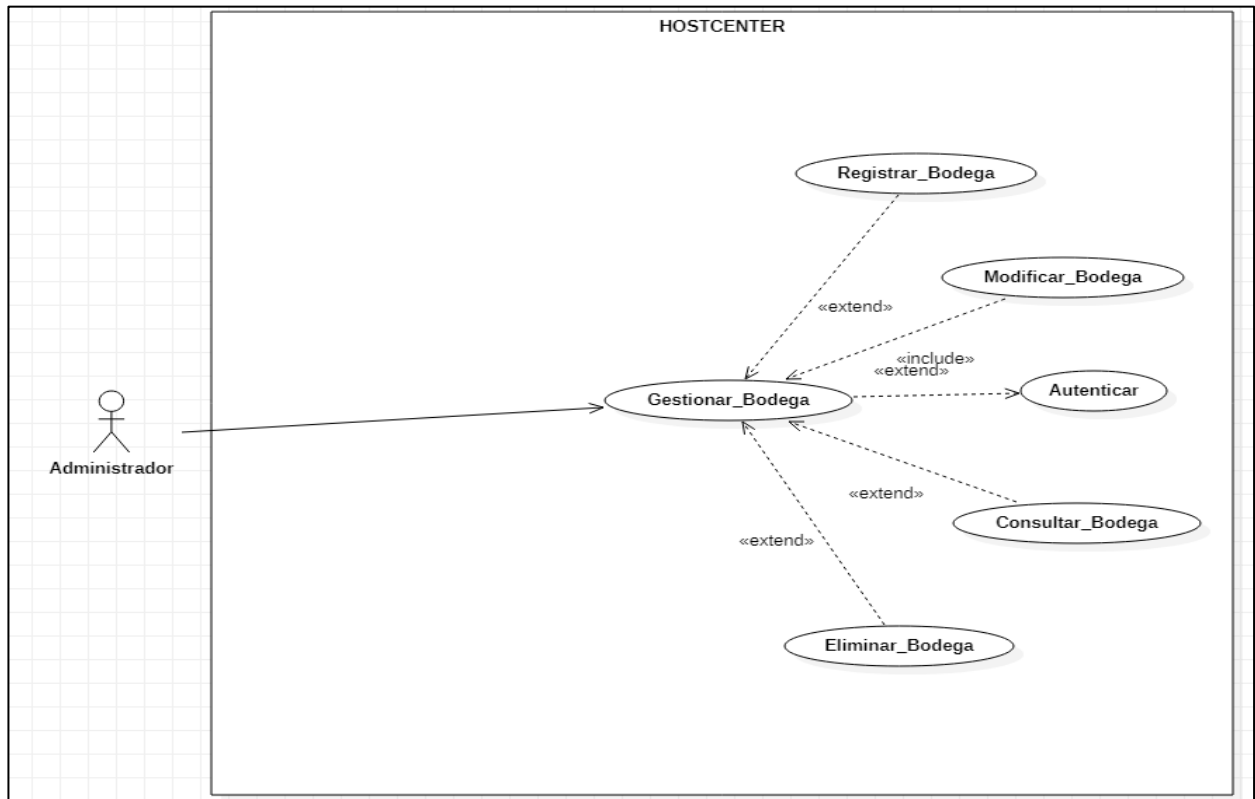 HOSTCENTER
Registrar_Bodega
Modificar_Bodega
«extend»
«include»
«extend»
Autenticar
Gestionar_Bodega
Administrador
«extend»
Consultar_Bodega
«extend»
Eliminar_Bodega